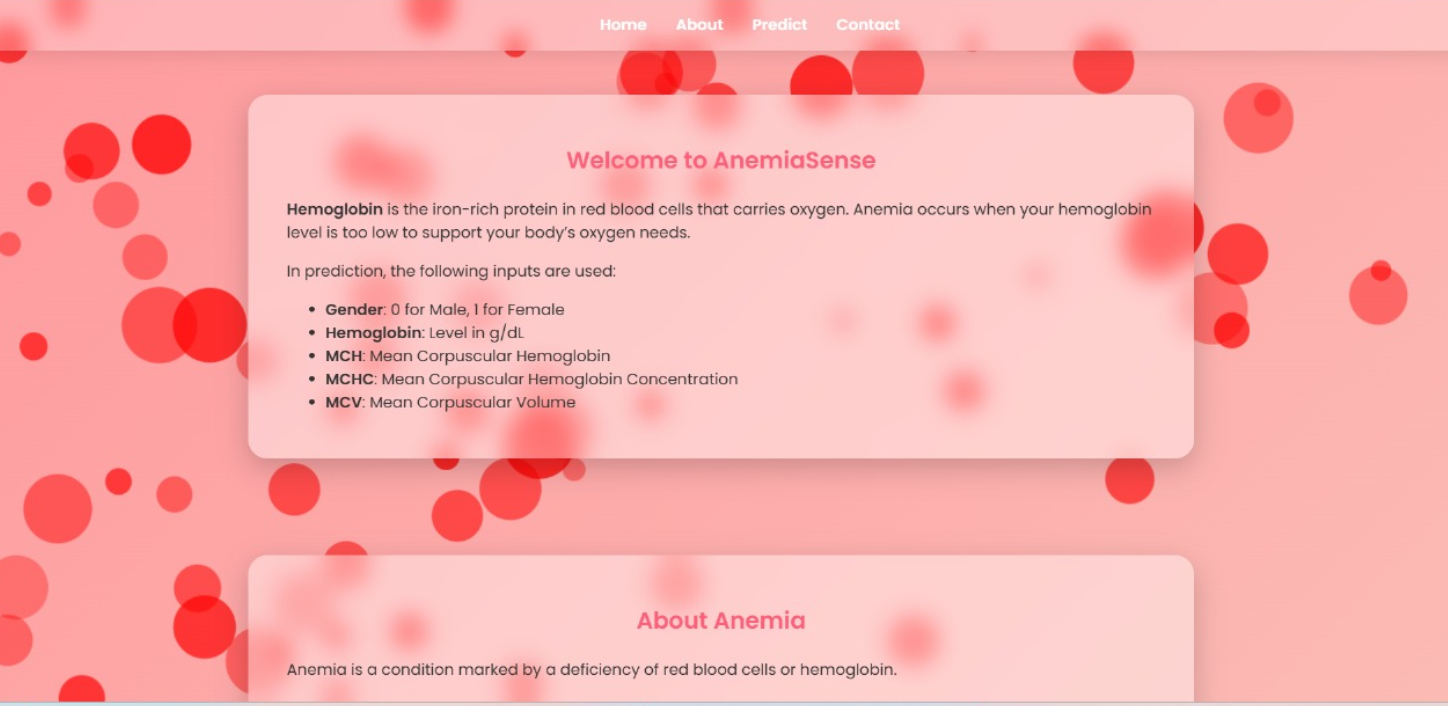 Home About Predict Contact
Welcome to AnemiaSense
Hemoglobin is the iron-rich protein in red blood cells that carries oxygen. Anemia occurs when your hemoglobin
level is too low to support your body’s oxygen needs.
In prediction, the following inputs are used:
• Gender: 0 for Male, 1 for Female
• Hemoglobin: Level in g/dL
• MCH: Mean Corpuscular Hemoglobin
• MCHC: Mean Corpuscular Hemoglobin Concentration
• MCV: Mean Corpuscular Volume
About Anemia
Anemia is a condition marked by a deficiency of red blood cells or hemoglobin.